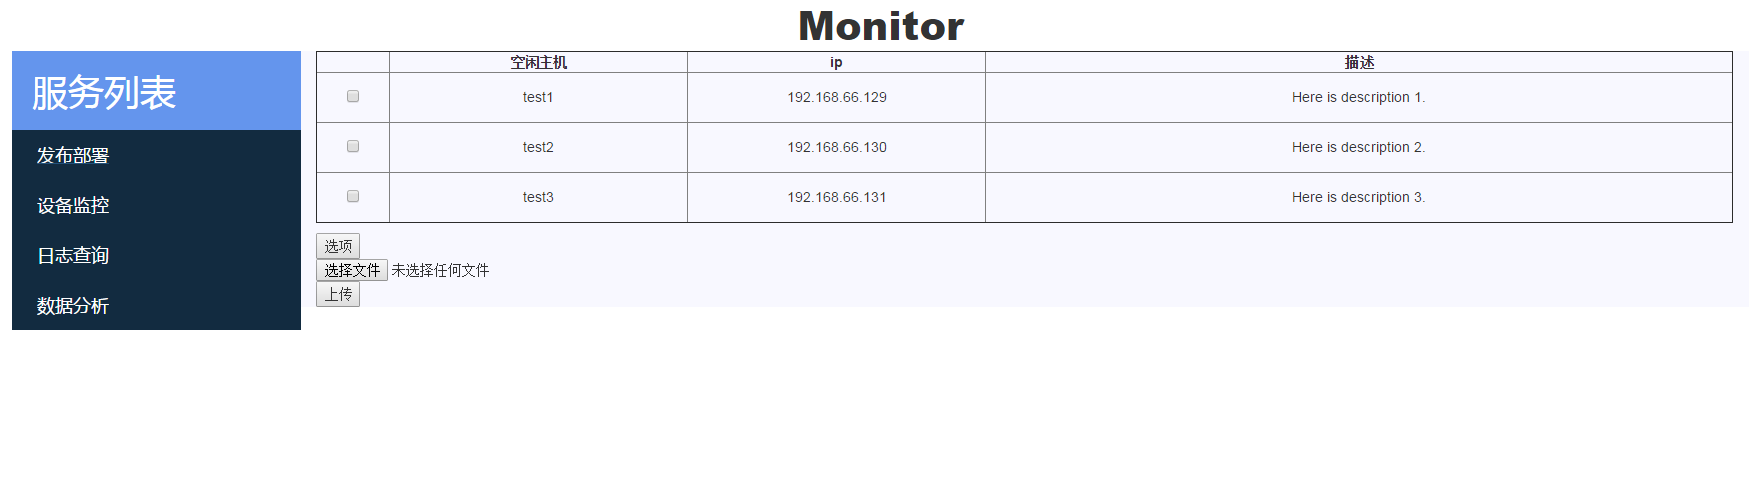 Monitor
服务列表
发布部署
设备监控
日志查询
数据分析
空闲主机 ip 描述
test1 192.168.66.129 Here is description 1.
test2 192.168.66.130 Here is description 2.
test3 192.168.66.131 Here is description 3.
选项
选择文件 未选择任何文件
上传